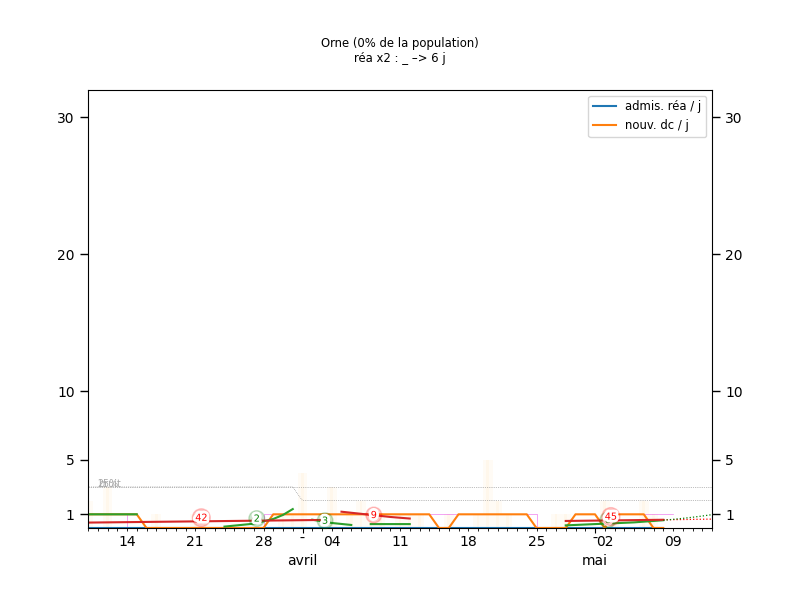 Orne (0% de la population)
réa x2 : _ –> 6 j
admis. réa / j
nouv. dc / j
30 30
20 20
10 10
5 5
1 1
42 2 3 9 45
14 21 28 - 04 11 18 25 - 02 09
avril mai